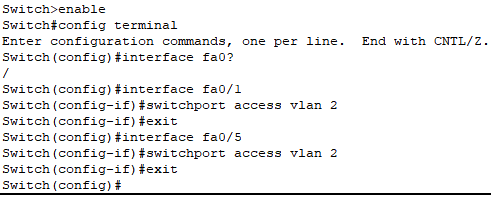 Switch>enable
Switch#config terminal
Enter configuration commands, one per line.  End with CNTL/Z.
Switch(config)#interface fa0?
/
Switch(config)#interface fa0/1
Switch(config-if)#switchport access vlan 2
Switch(config-if)#exit
Switch(config)#interface fa0/5
Switch(config-if)#switchport access vlan 2
Switch(config-if)#exit
Switch(config)#